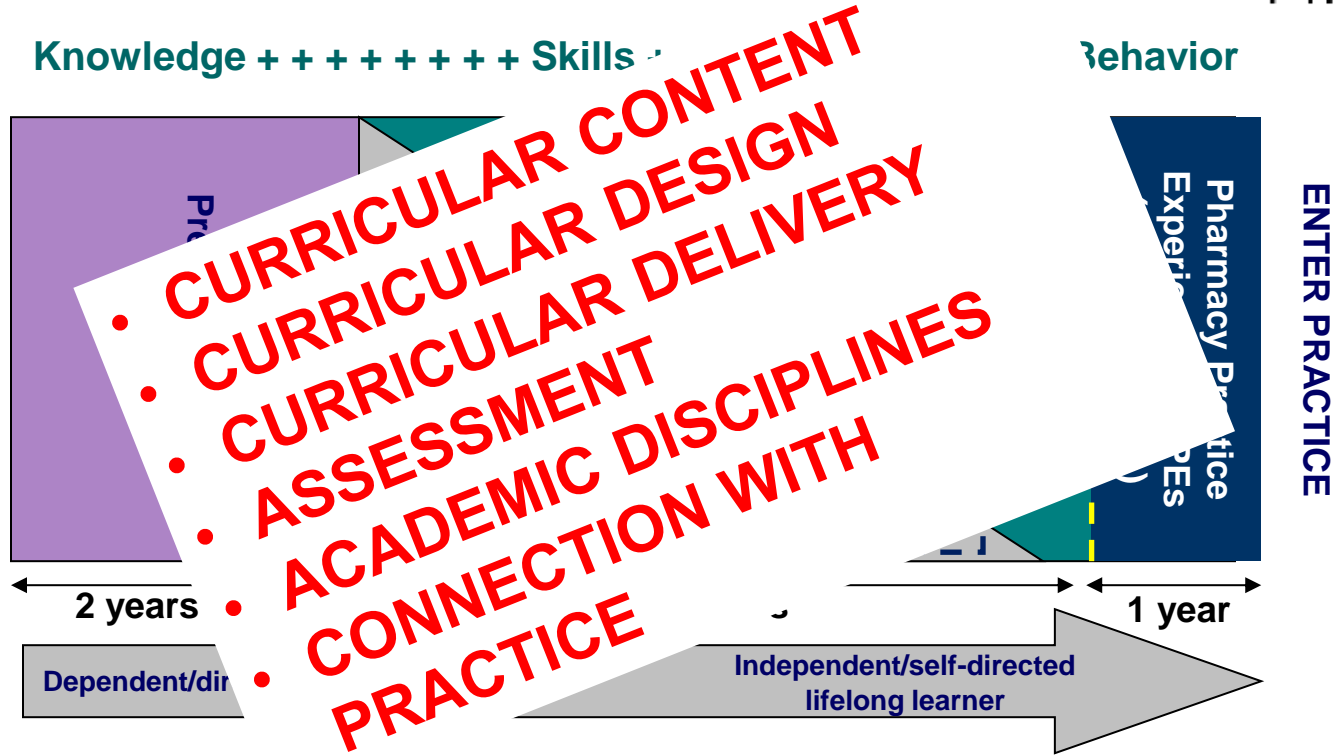 Knowledge + + + + + + + + Skills
Behavior
• CURRICULAR CONTENT
• CURRICULAR DESIGN
• CURRICULAR DELIVERY
• ASSESSMENT
• ACADEMIC DISCIPLINES
• CONNECTION WITH
PRACTICE
Pharmacy
ENTER PRACTICE
2 years
1 year
Independent/self-directed
lifelong learner